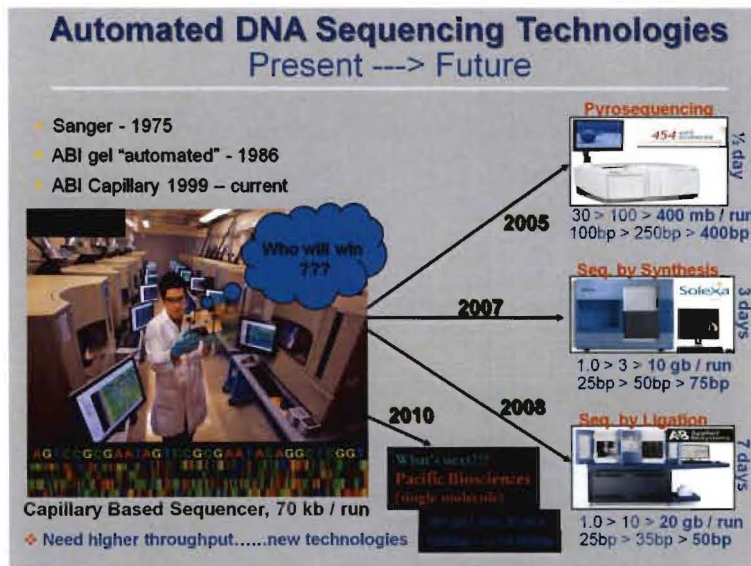 Automated DNA Sequencing Technologies
Present ---> Future
Sanger - 1975
ABI gel "automated" - 1986
ABI Capillary 1999 – current
Who will win
???
Capillary Based Sequencer, 70 kb / run
❖ Need higher throughput......new technologies
2005
2007
2008
2010
Pyrosequencing
454
½ day
30 > 100 > 400 mb / run
100bp > 250bp > 400bp
Seq. by Synthesis
Solexa
3 days
1.0 > 3 > 10 gb / run
25bp > 50bp > 75bp
Seq. by Ligation
AB Applied Biosystems
7 days
1.0 > 10 > 20 gb / run
25bp > 35bp > 50bp
What's next???
Pacific Biosciences
(single molecule)